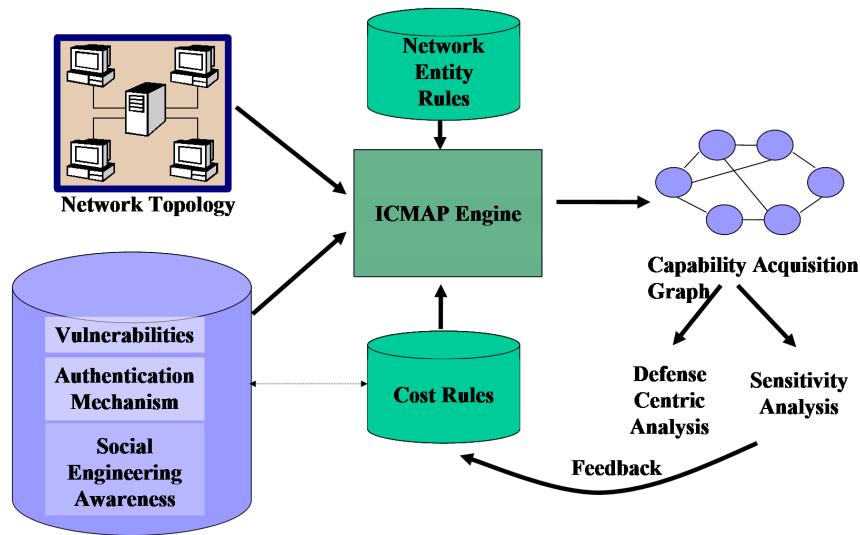 Network
Entity
Rules
Network Topology
ICMAP Engine
Capability Acquisition
Graph
Vulnerabilities
Authentication
Mechanism
Social
Engineering
Awareness
Cost Rules
Defense
Centric
Analysis
Sensitivity
Analysis
Feedback